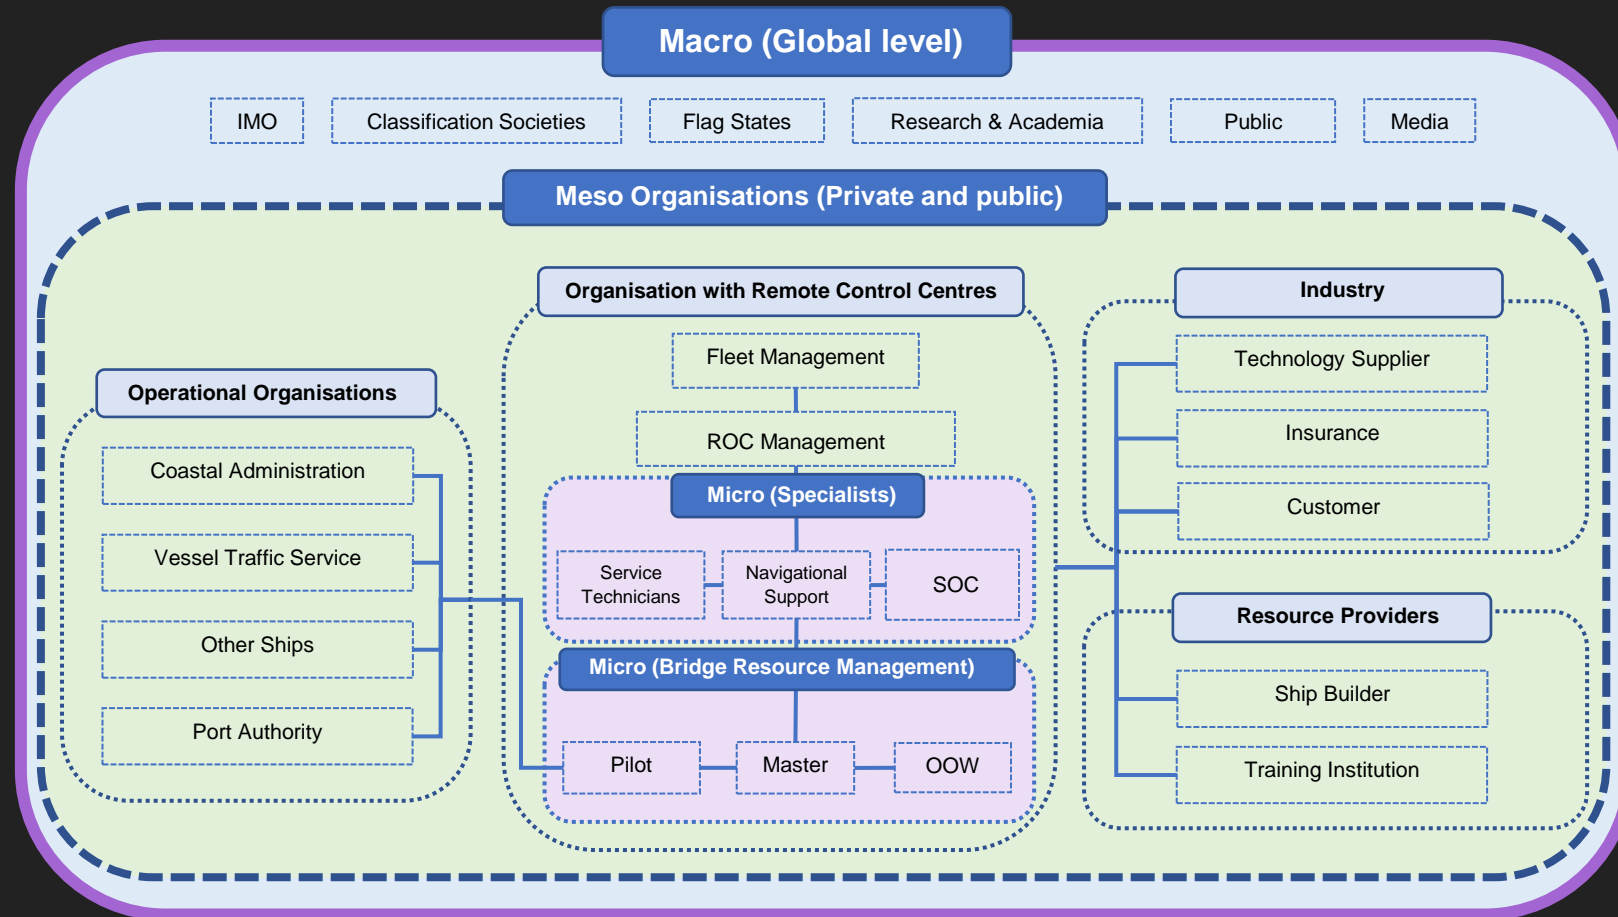 Macro (Global level)
IMO
Classification Societies
Flag States
Research & Academia
Public
Media
Meso Organisations (Private and public)
Operational Organisations
Coastal Administration
Vessel Traffic Service
Other Ships
Port Authority
Organisation with Remote Control Centres
Fleet Management
ROC Management
Micro (Specialists)
Service
Technicians
Navigational
Support
SOC
Micro (Bridge Resource Management)
Pilot
Master
OOW
Industry
Technology Supplier
Insurance
Customer
Resource Providers
Ship Builder
Training Institution